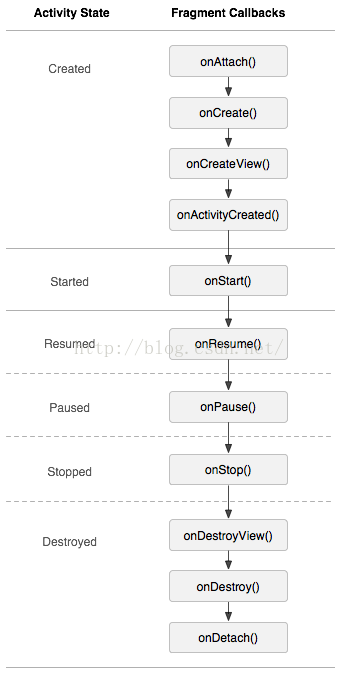 Activity State Fragment Callbacks
Created
onAttach()
onCreate()
onCreateView()
onActivityCreated()
Started
onStart()
Resumed
onResume()
http://blog.csdn.net/
Paused
onPause()
Stopped
onStop()
Destroyed
onDestroyView()
onDestroy()
onDetach()